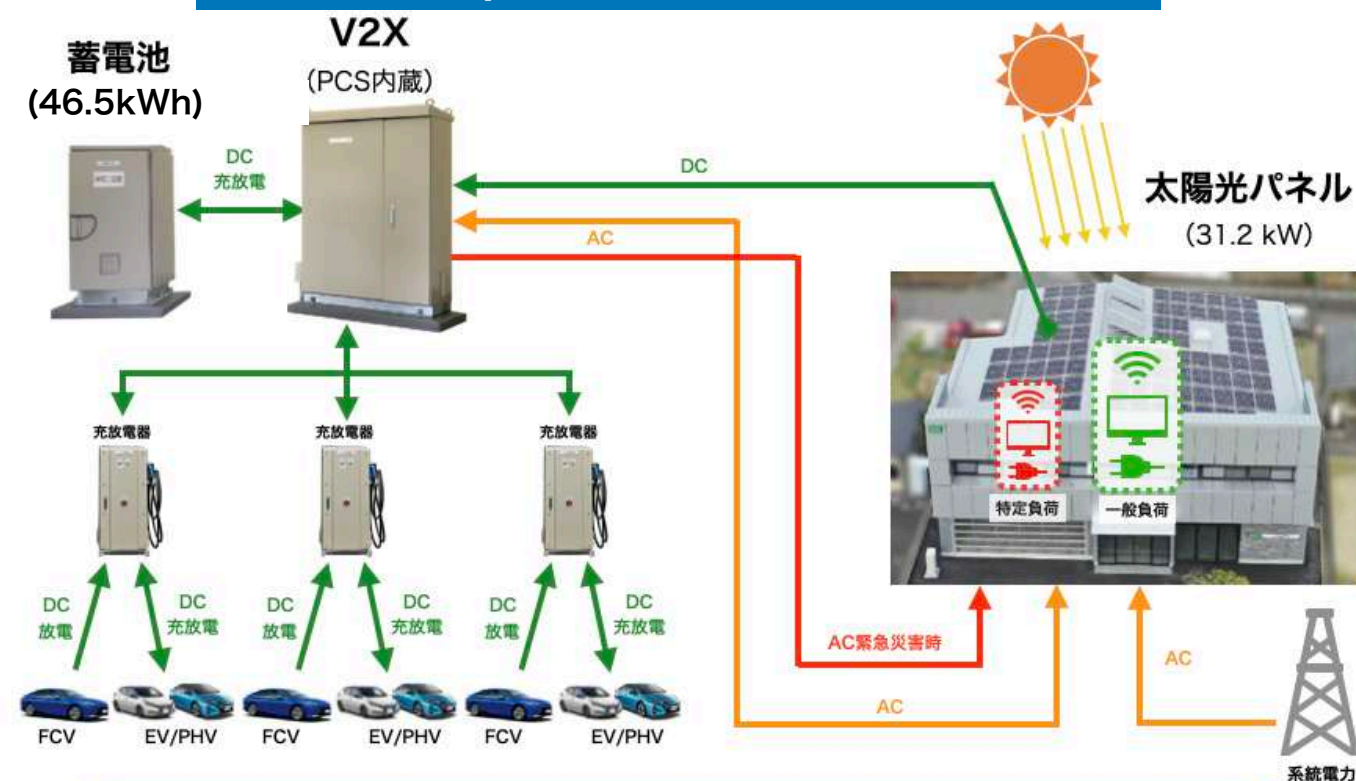 蓄電池
(46.5kWh)
V2X
(PCS内蔵)
DC
充放電
DC
AC
太陽光パネル
(31.2 kW)
充放電器
充放電器
充放電器
特定負荷
一般負荷
DC
放電
DC
充放電
DC
放電
DC
充放電
DC
放電
DC
充放電
AC緊急災害時
AC
AC
FCV
EV/PHV
FCV
EV/PHV
FCV
EV/PHV
系統電力